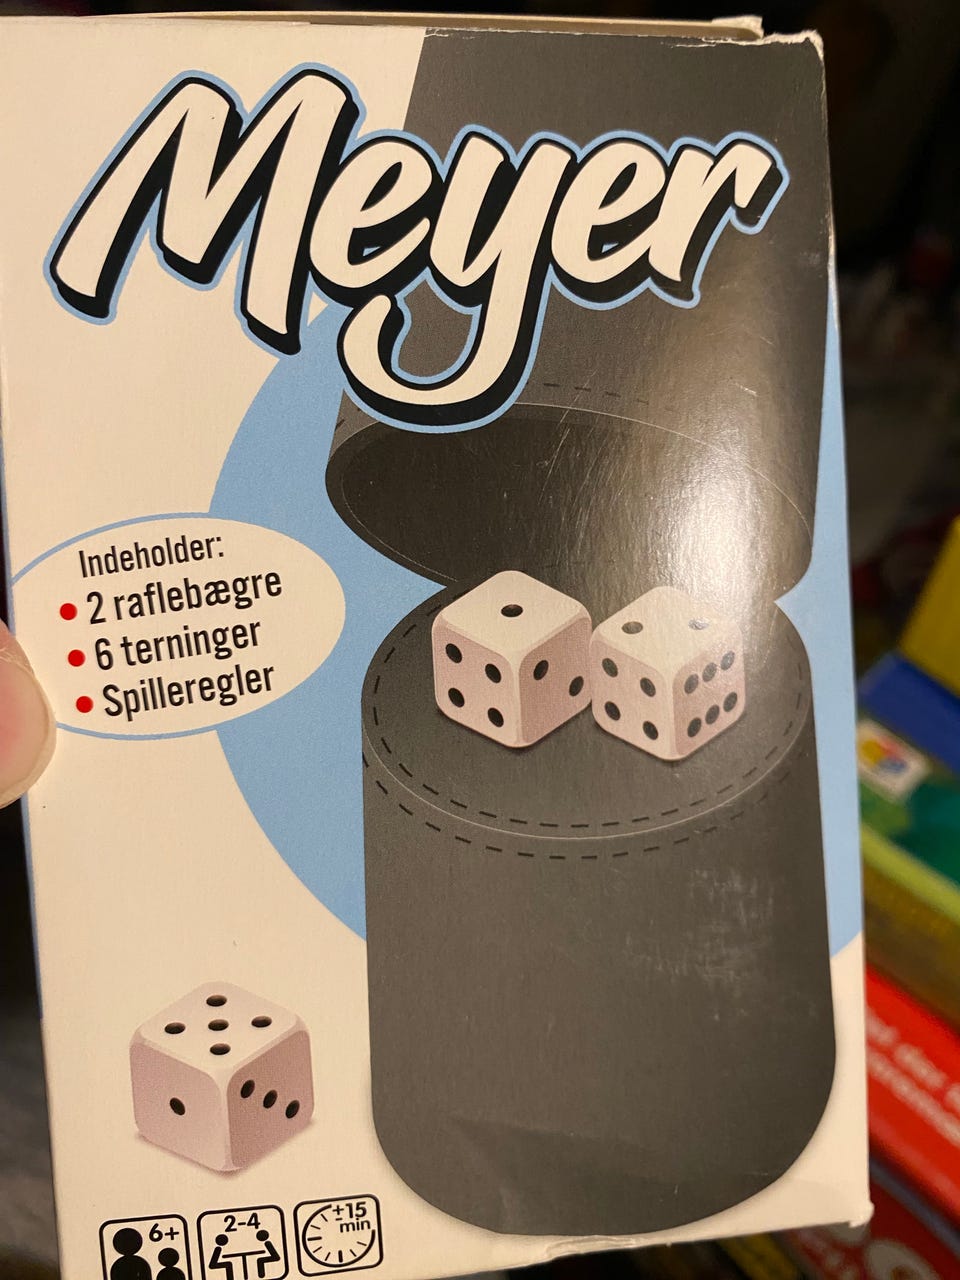 Meyer
Indeholder:
• 2 raflebægre
• 6 terninger
• Spilleregler
6+
2-4
±15
min